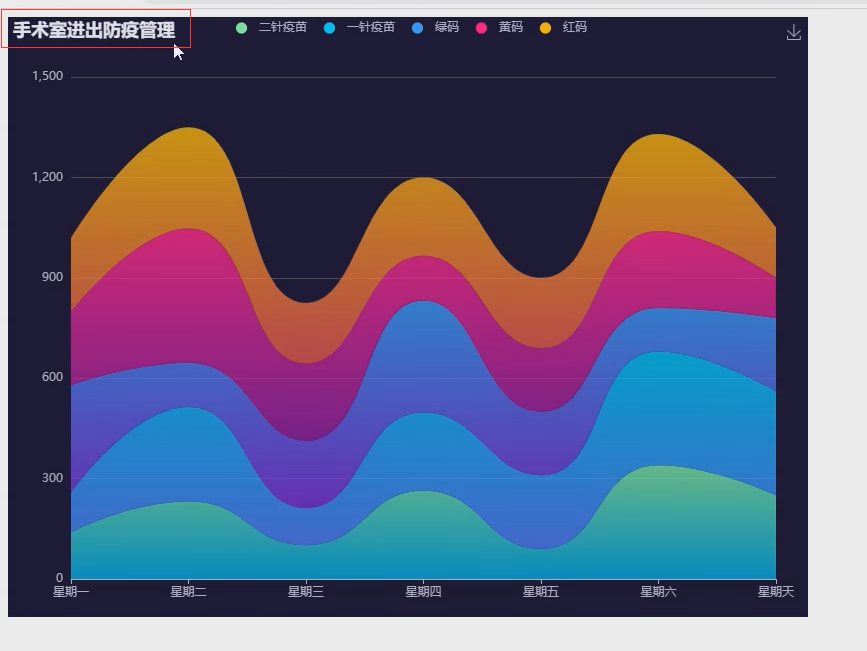 手术室进出防疫管理
二针疫苗 一针疫苗 绿码 黄码 红码
1,500
1,200
900
600
300
0
星期一 星期二 星期三 星期四 星期五 星期六 星期天